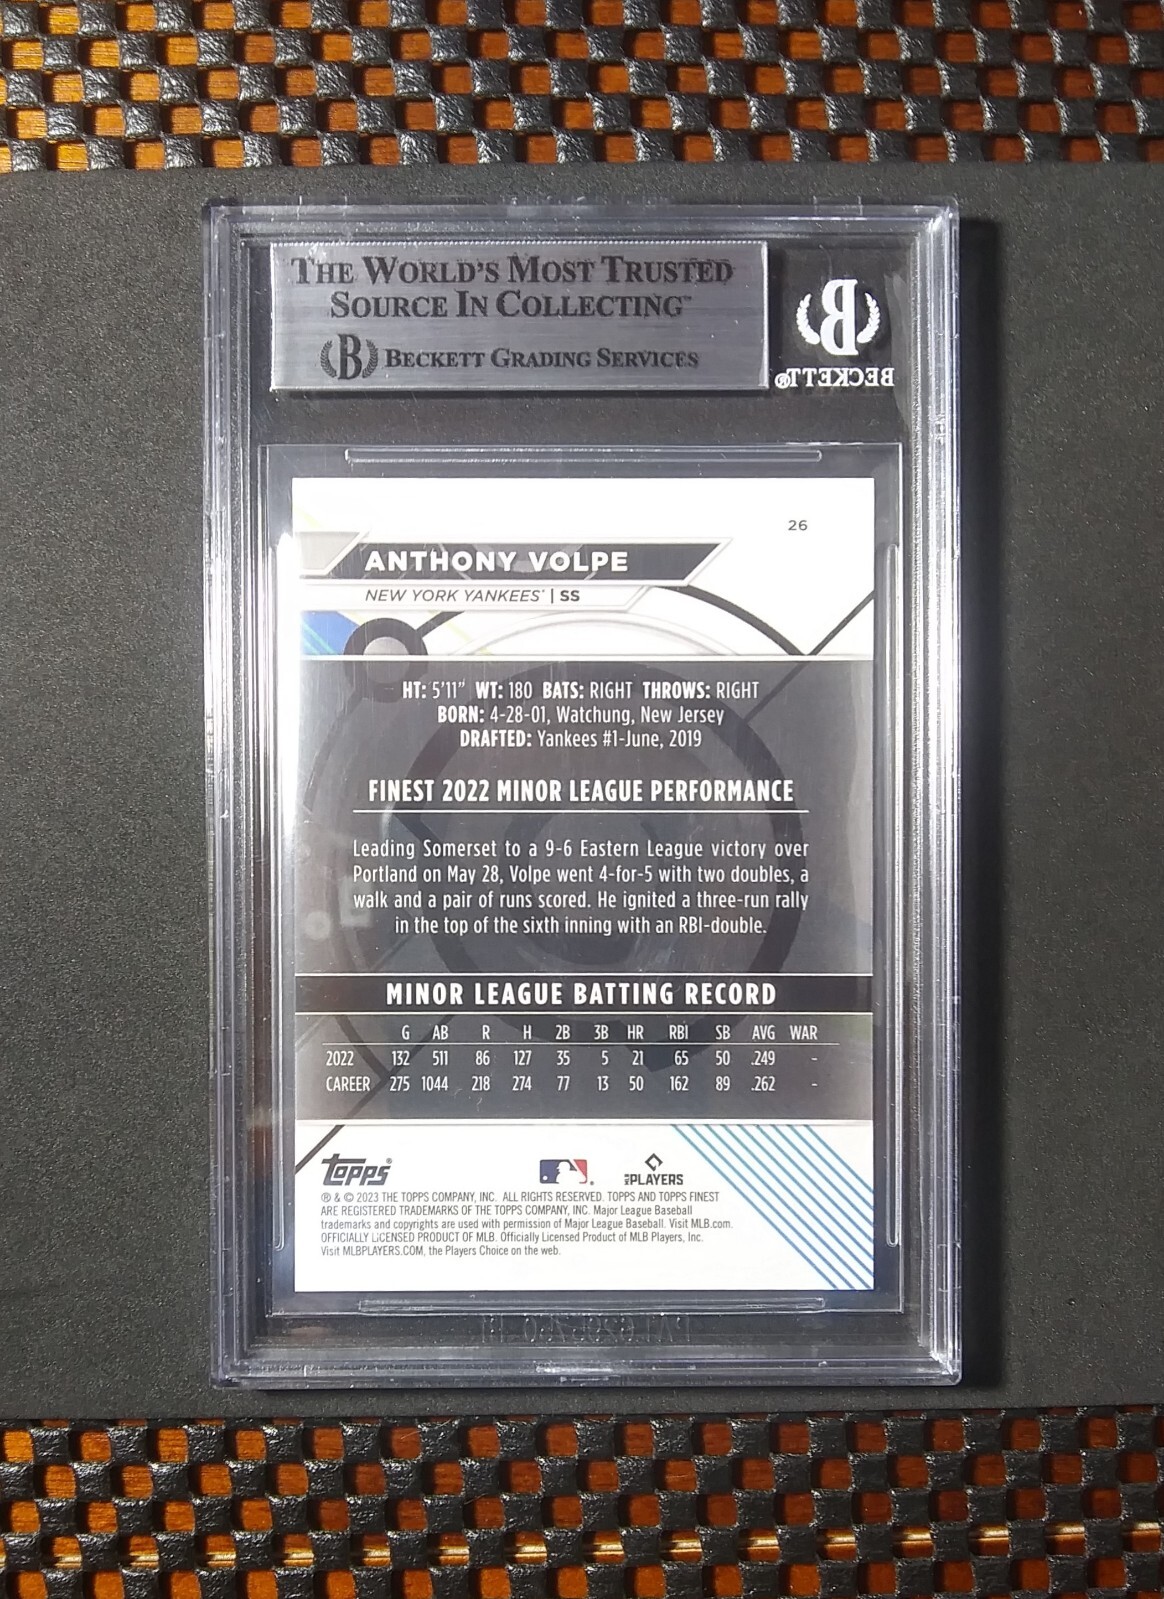 THE WORLD'S MOST TRUSTED
SOURCE IN COLLECTING™
B BECKETT GRADING SERVICES
B
BECKETT®
26
ANTHONY VOLPE
NEW YORK YANKEES® | SS
HT: 5'11" WT: 180 BATS: RIGHT THROWS: RIGHT
BORN: 4-28-01, Watchung, New Jersey
DRAFTED: Yankees #1-June, 2019
FINEST 2022 MINOR LEAGUE PERFORMANCE
Leading Somerset to a 9-6 Eastern League victory over
Portland on May 28, Volpe went 4-for-5 with two doubles, a
walk and a pair of runs scored. He ignited a three-run rally
in the top of the sixth inning with an RBI-double.
MINOR LEAGUE BATTING RECORD
G AB R H 2B 3B HR RBI SB AVG WAR
2022 132 511 86 127 35 5 21 65 50 .249 -
CAREER 275 1044 218 274 77 13 50 162 89 .262 -
Topps®
MLB PLAYERS
® & © 2023 THE TOPPS COMPANY, INC. ALL RIGHTS RESERVED. TOPPS AND TOPPS FINEST
ARE REGISTERED TRADEMARKS OF THE TOPPS COMPANY, INC. Major League Baseball
trademarks and copyrights are used with permission of Major League Baseball. Visit MLB.com.
OFFICIALLY LICENSED PRODUCT OF MLB. Officially Licensed Product of MLB Players, Inc.
Visit MLBPLAYERS.COM, the Players Choice on the web.